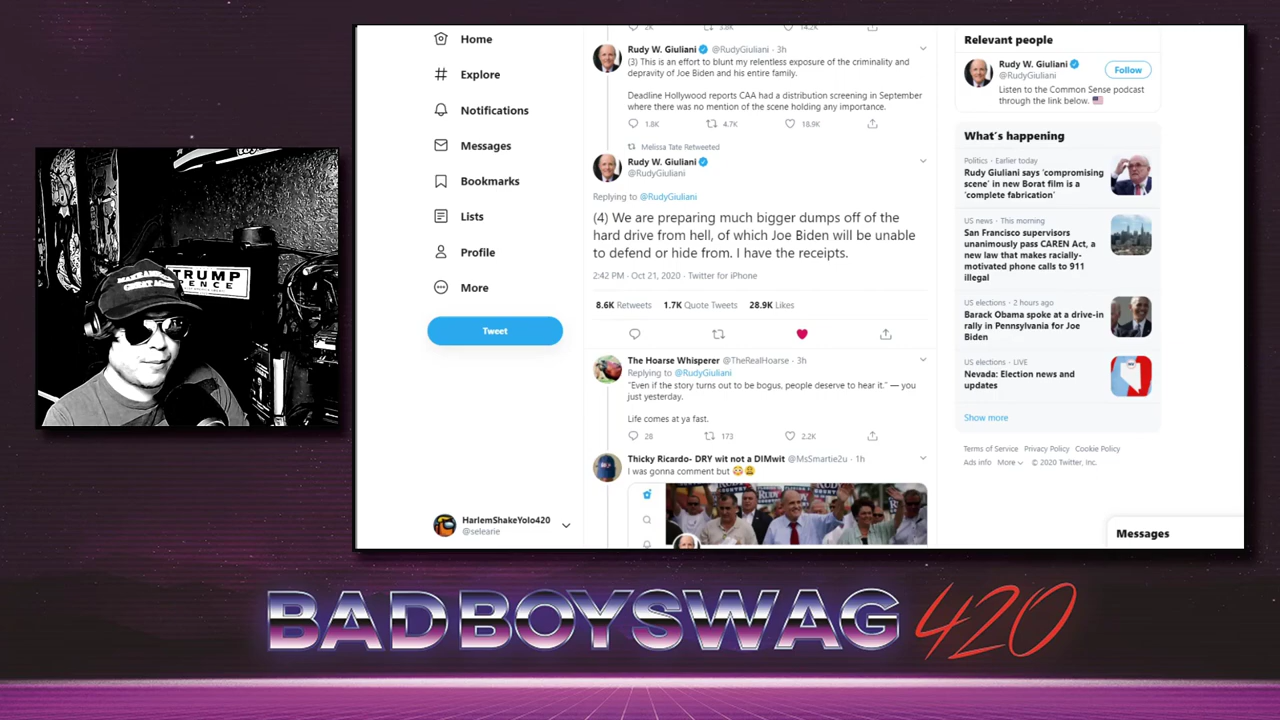 Home
Explore
Notifications
Messages
Bookmarks
Lists
Profile
More
Tweet
HarlemShakeYolo420
@selearie
Rudy W. Giuliani @RudyGiuliani · 3h
(3) This is an effort to blunt my relentless exposure of the criminality and
depravity of Joe Biden and his entire family.
Deadline Hollywood reports CAA had a distribution screening in September
where there was no mention of the scene holding any importance.
1.8K 4.7K 18.9K
Melissa Tate Retweeted
Rudy W. Giuliani
@RudyGiuliani
Replying to @RudyGiuliani
(4) We are preparing much bigger dumps off of the
hard drive from hell, of which Joe Biden will be unable
to defend or hide from. I have the receipts.
2:42 PM · Oct 21, 2020 · Twitter for iPhone
8.6K Retweets 1.7K Quote Tweets 28.9K Likes
The Hoarse Whisperer @TheRealHoarse · 3h
Replying to @RudyGiuliani
"Even if the story turns out to be bogus, people deserve to hear it." — you
just yesterday.
Life comes at ya fast.
28 173 2.2K
Thicky Ricardo- DRY wit not a DIMwit @MsSmartie2u · 1h
I was gonna comment but
Relevant people
Rudy W. Giuliani
@RudyGiuliani
Follow
Listen to the Common Sense podcast
through the link below.
What's happening
Politics · Earlier today
Rudy Giuliani says 'compromising
scene' in new Borat film is a
'complete fabrication'
US news · This morning
San Francisco supervisors
unanimously pass CAREN Act, a
new law that makes racially-
motivated phone calls to 911
illegal
US elections · 2 hours ago
Barack Obama spoke at a drive-in
rally in Pennsylvania for Joe
Biden
US elections · LIVE
Nevada: Election news and
updates
Show more
Terms of Service Privacy Policy Cookie Policy
Ads info More © 2020 Twitter, Inc.
Messages
TRUMP
PENCE
BADBOYSWAG 420